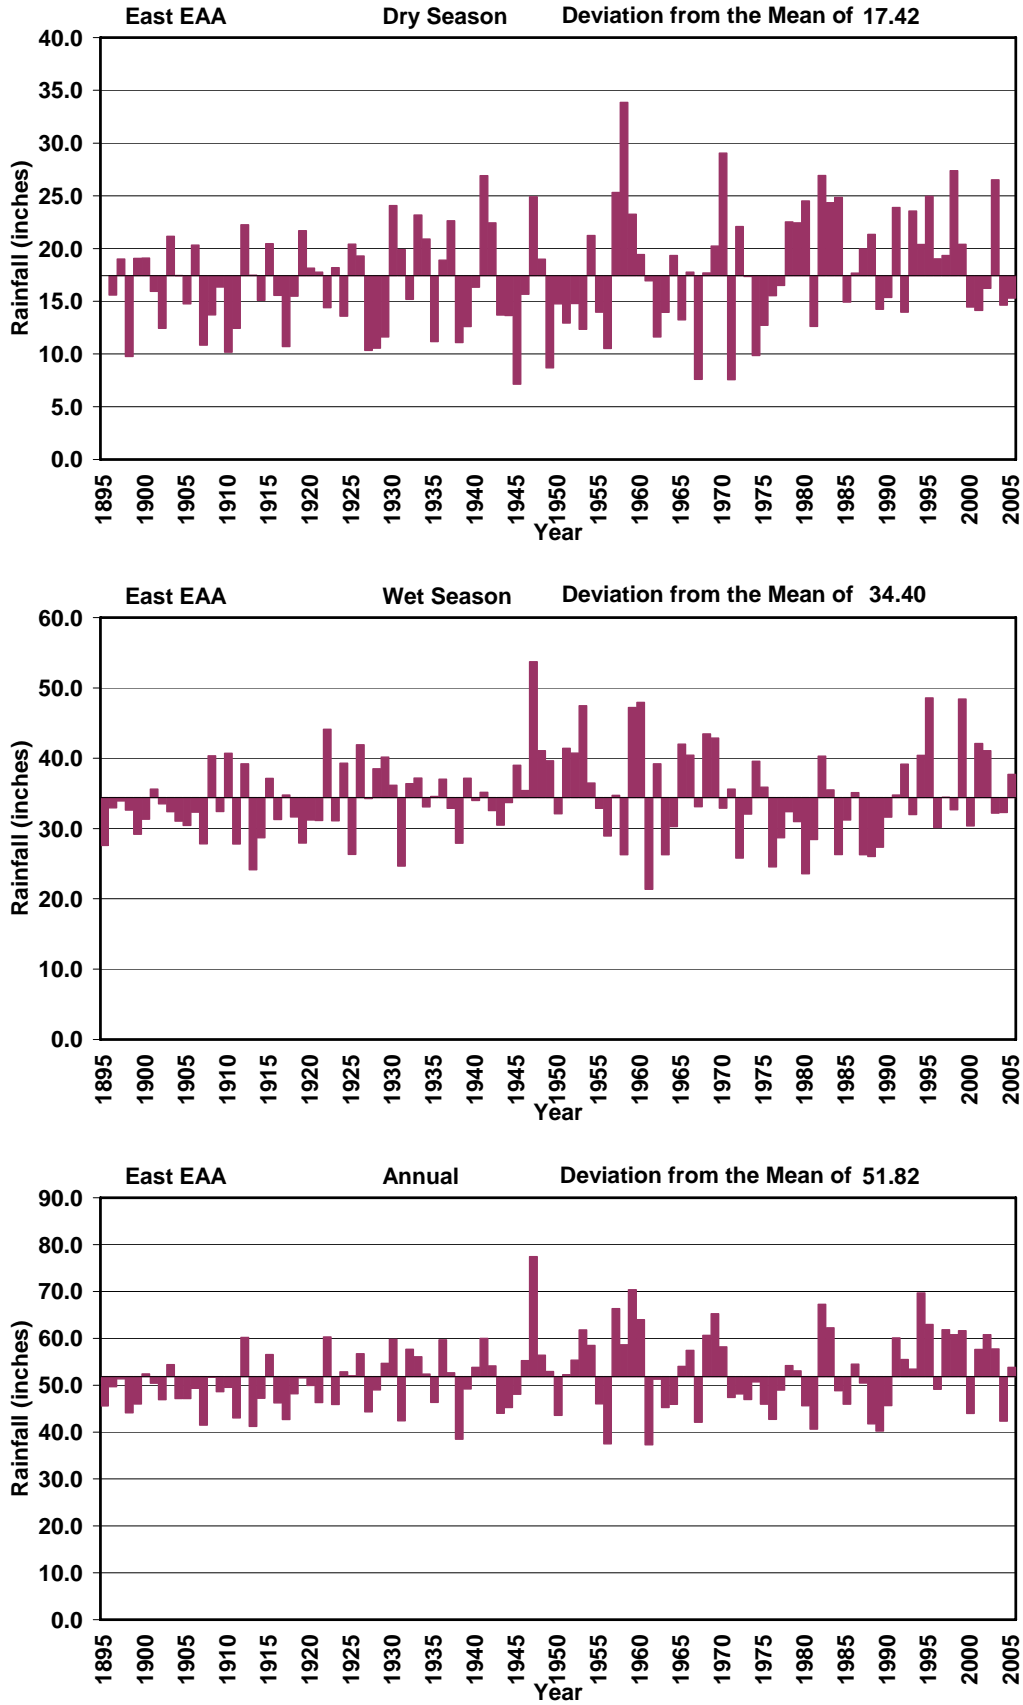 East EAA Dry Season Deviation from the Mean of 17.42
40.0
35.0
30.0
25.0
20.0
15.0
10.0
5.0
0.0
Rainfall (inches)
1895 1900 1905 1910 1915 1920 1925 1930 1935 1940 1945 1950 1955 1960 1965 1970 1975 1980 1985 1990 1995 2000 2005
Year
East EAA Wet Season Deviation from the Mean of 34.40
60.0
50.0
40.0
30.0
20.0
10.0
0.0
Rainfall (inches)
1895 1900 1905 1910 1915 1920 1925 1930 1935 1940 1945 1950 1955 1960 1965 1970 1975 1980 1985 1990 1995 2000 2005
Year
East EAA Annual Deviation from the Mean of 51.82
90.0
80.0
70.0
60.0
50.0
40.0
30.0
20.0
10.0
0.0
Rainfall (inches)
1895 1900 1905 1910 1915 1920 1925 1930 1935 1940 1945 1950 1955 1960 1965 1970 1975 1980 1985 1990 1995 2000 2005
Year